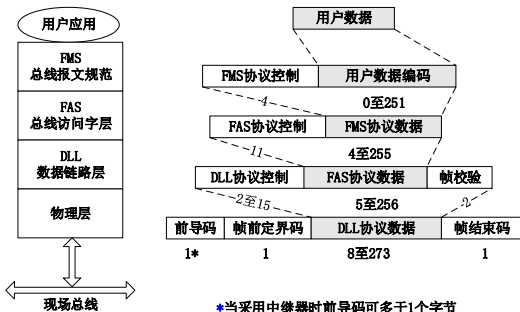 用户应用
FMS
总线报文规范
FAS
总线访问字层
DLL
数据链路层
物理层
现场总线
用户数据
FMS协议控制 用户数据编码
4 0至251
FAS协议控制 FMS协议数据
11 4至255
DLL协议控制 FAS协议数据 帧校验
2至15 5至256 2
前导码 帧前定界码 DLL协议数据 帧结束码
1* 1 8至273 1
*当采用中继器时前导码可多于1个字节